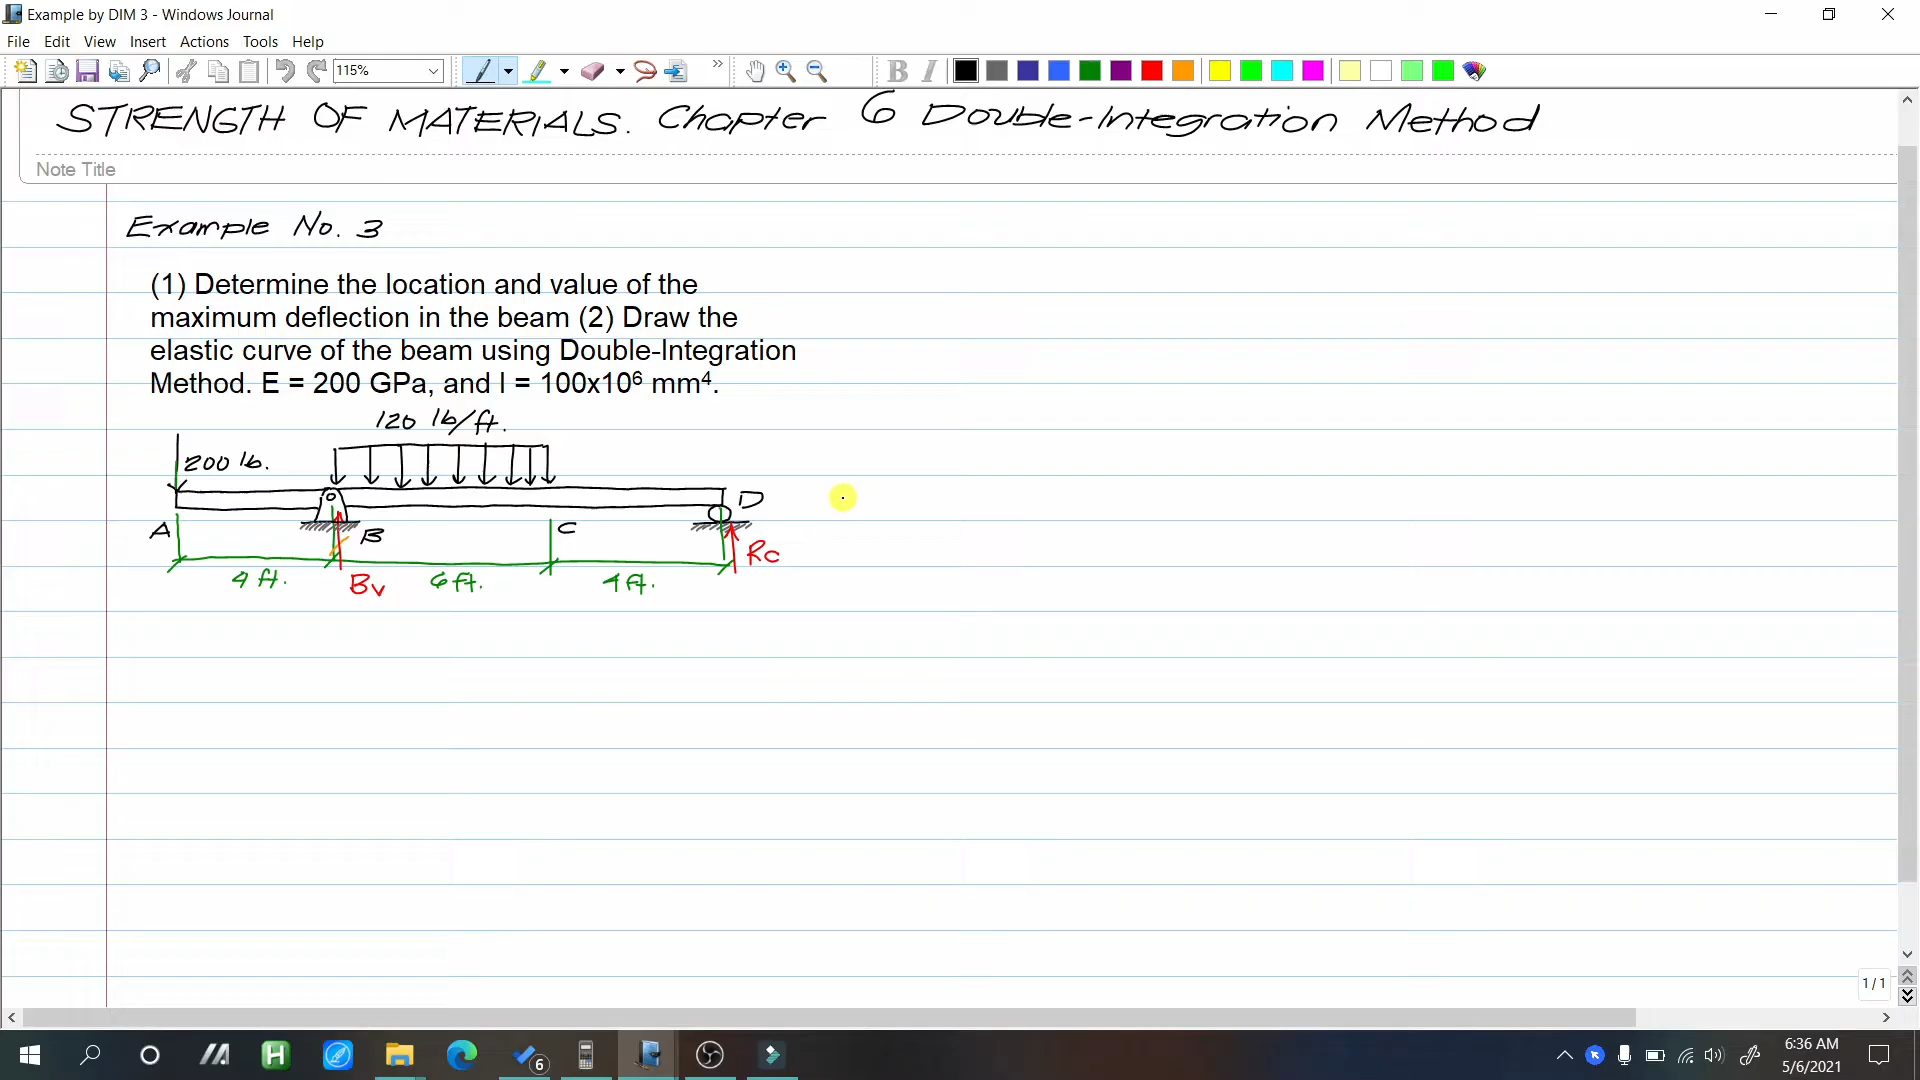 Example by DIM 3 - Windows Journal
File Edit View Insert Actions Tools Help
115%
B I
STRENGTH OF MATERIALS. Chapter 6 Double-Integration Method
Note Title
Example No. 3
(1) Determine the location and value of the
maximum deflection in the beam (2) Draw the
elastic curve of the beam using Double-Integration
Method. E = 200 GPa, and I = 100x10⁶ mm⁴.
120 lb/ft.
200 lb.
A B C D
Rc
4 ft. Bv 6 ft. 4 ft.
1 / 1
6
6:36 AM
5/6/2021